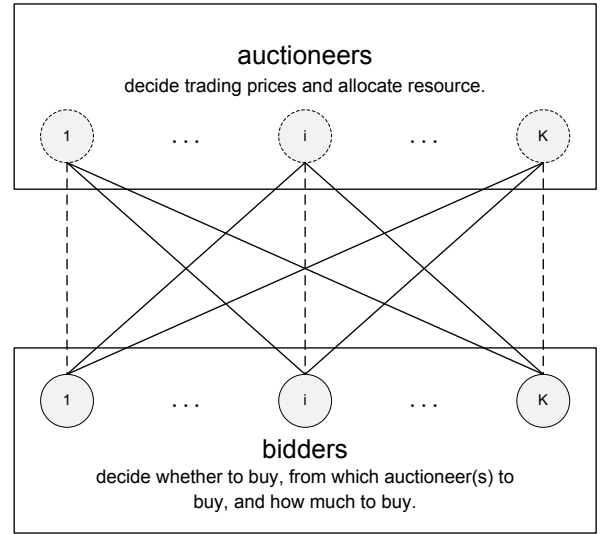 auctioneers
decide trading prices and allocate resource.
1 ... i ... K
1 ... i ... K
bidders
decide whether to buy, from which auctioneer(s) to
buy, and how much to buy.